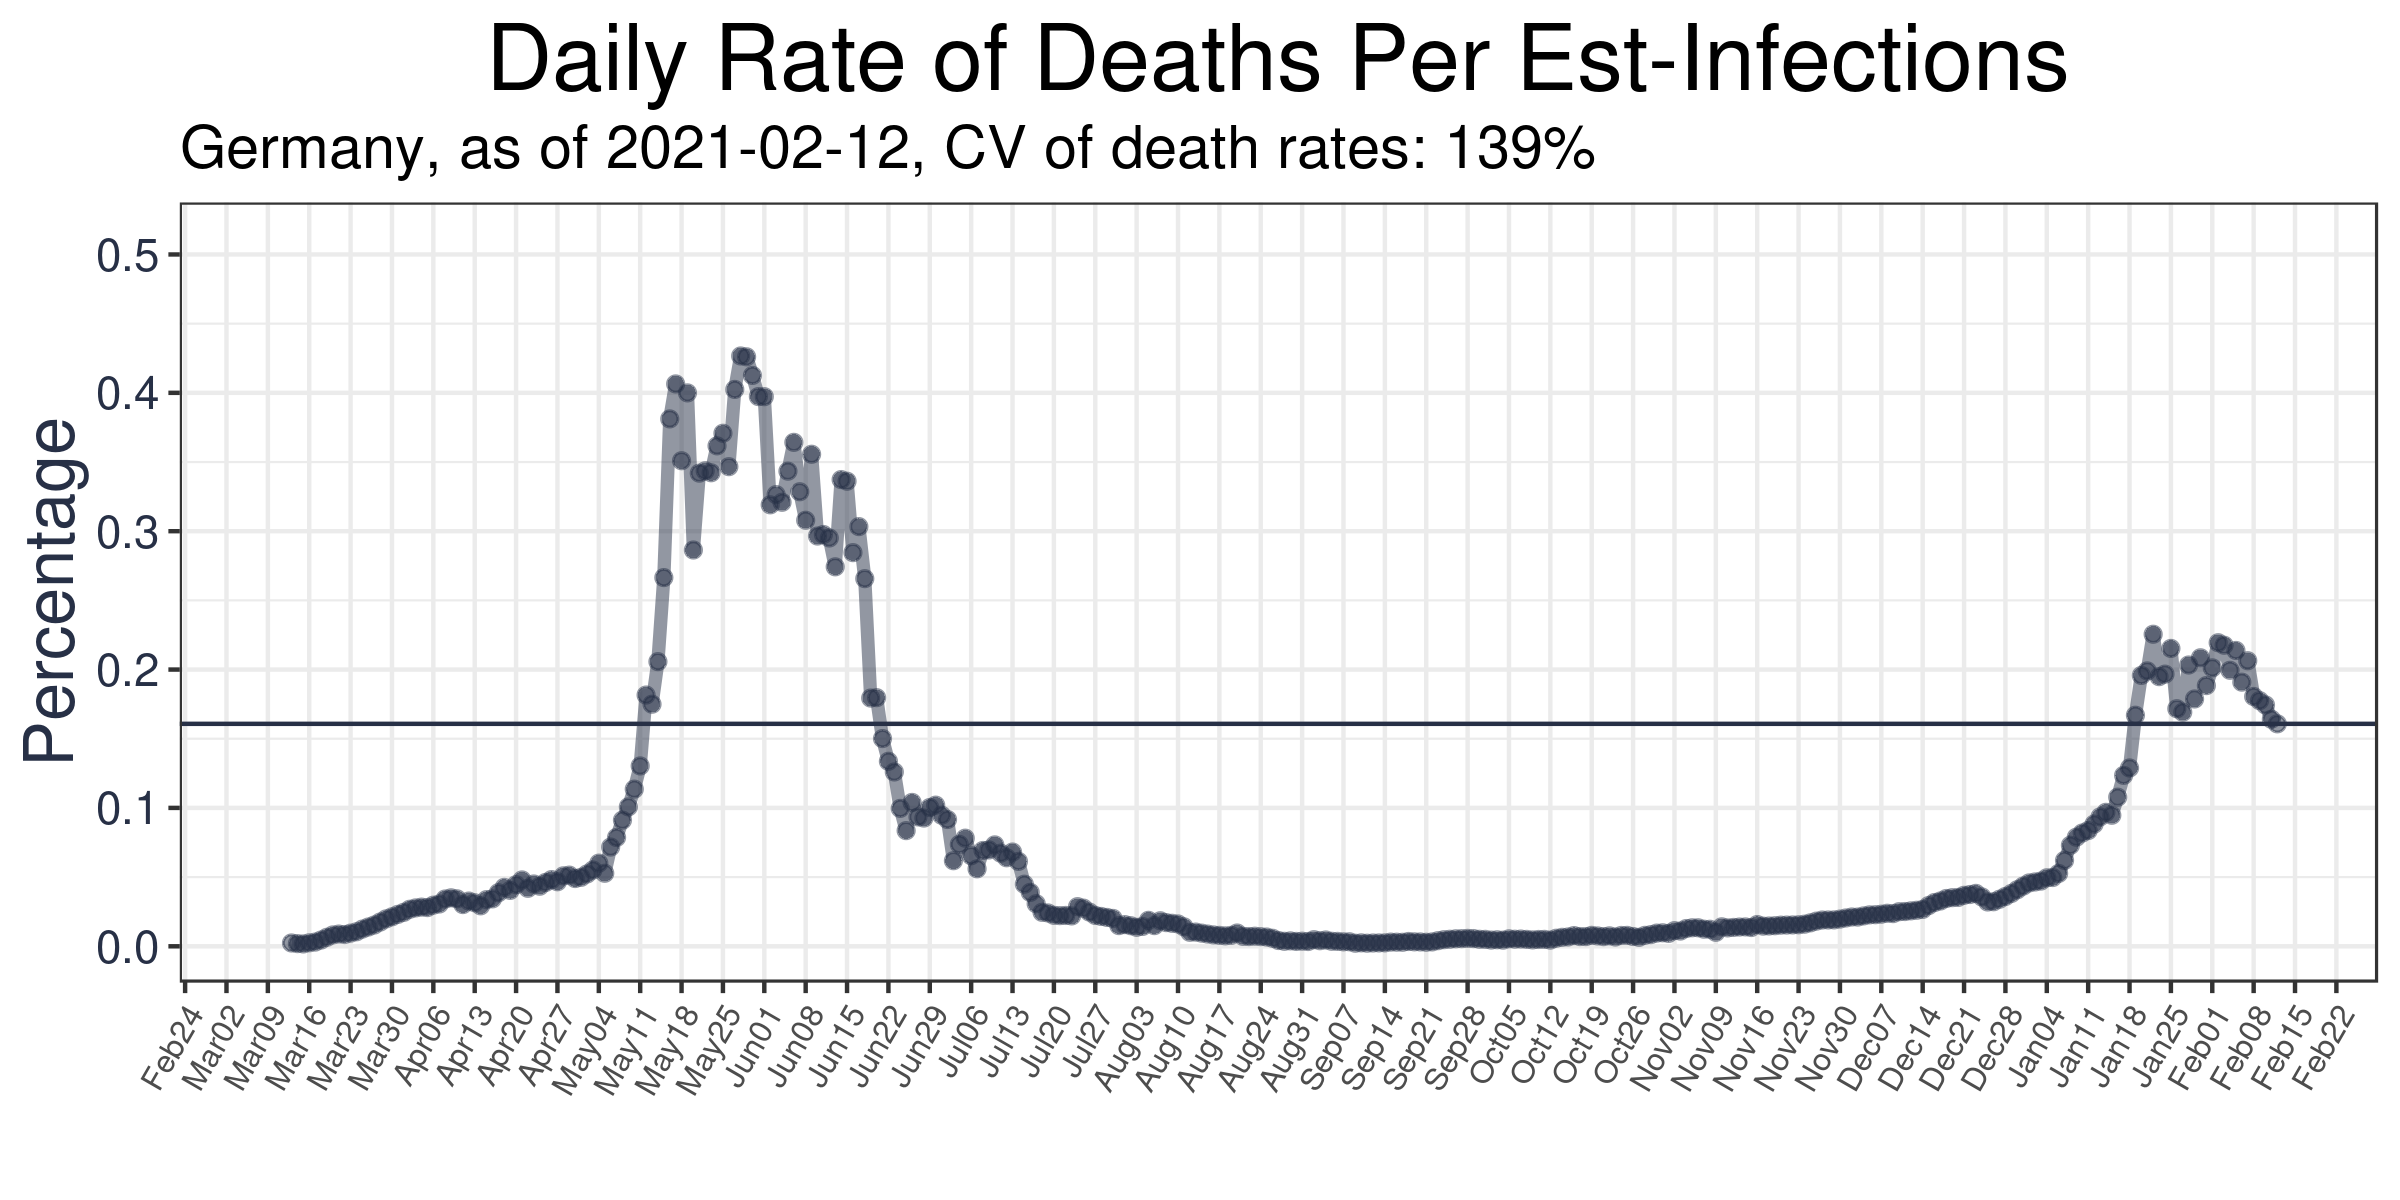 Daily Rate of Deaths Per Est-Infections
Germany, as of 2021-02-12, CV of death rates: 139%
Percentage
0.5
0.4
0.3
0.2
0.1
0.0
Feb24
Mar02
Mar09
Mar16
Mar23
Mar30
Apr06
Apr13
Apr20
Apr27
May04
May11
May18
May25
Jun01
Jun08
Jun15
Jun22
Jun29
Jul06
Jul13
Jul20
Jul27
Aug03
Aug10
Aug17
Aug24
Aug31
Sep07
Sep14
Sep21
Sep28
Oct05
Oct12
Oct19
Oct26
Nov02
Nov09
Nov16
Nov23
Nov30
Dec07
Dec14
Dec21
Dec28
Jan04
Jan11
Jan18
Jan25
Feb01
Feb08
Feb15
Feb22